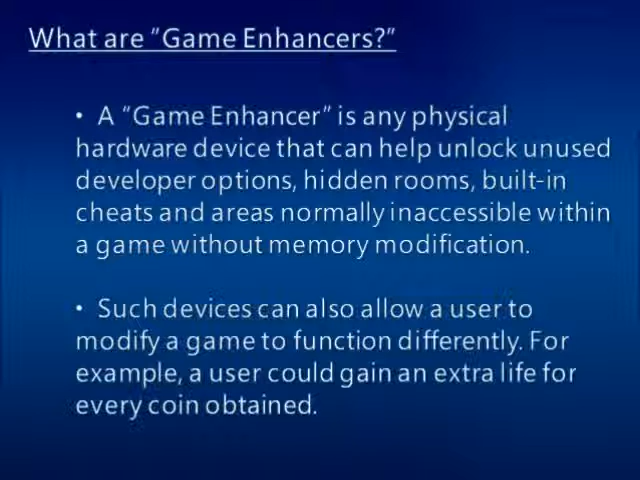 What are “Game Enhancers?”
• A “Game Enhancer” is any physical
hardware device that can help unlock unused
developer options, hidden rooms, built-in
cheats and areas normally inaccessible within
a game without memory modification.
• Such devices can also allow a user to
modify a game to function differently. For
example, a user could gain an extra life for
every coin obtained.